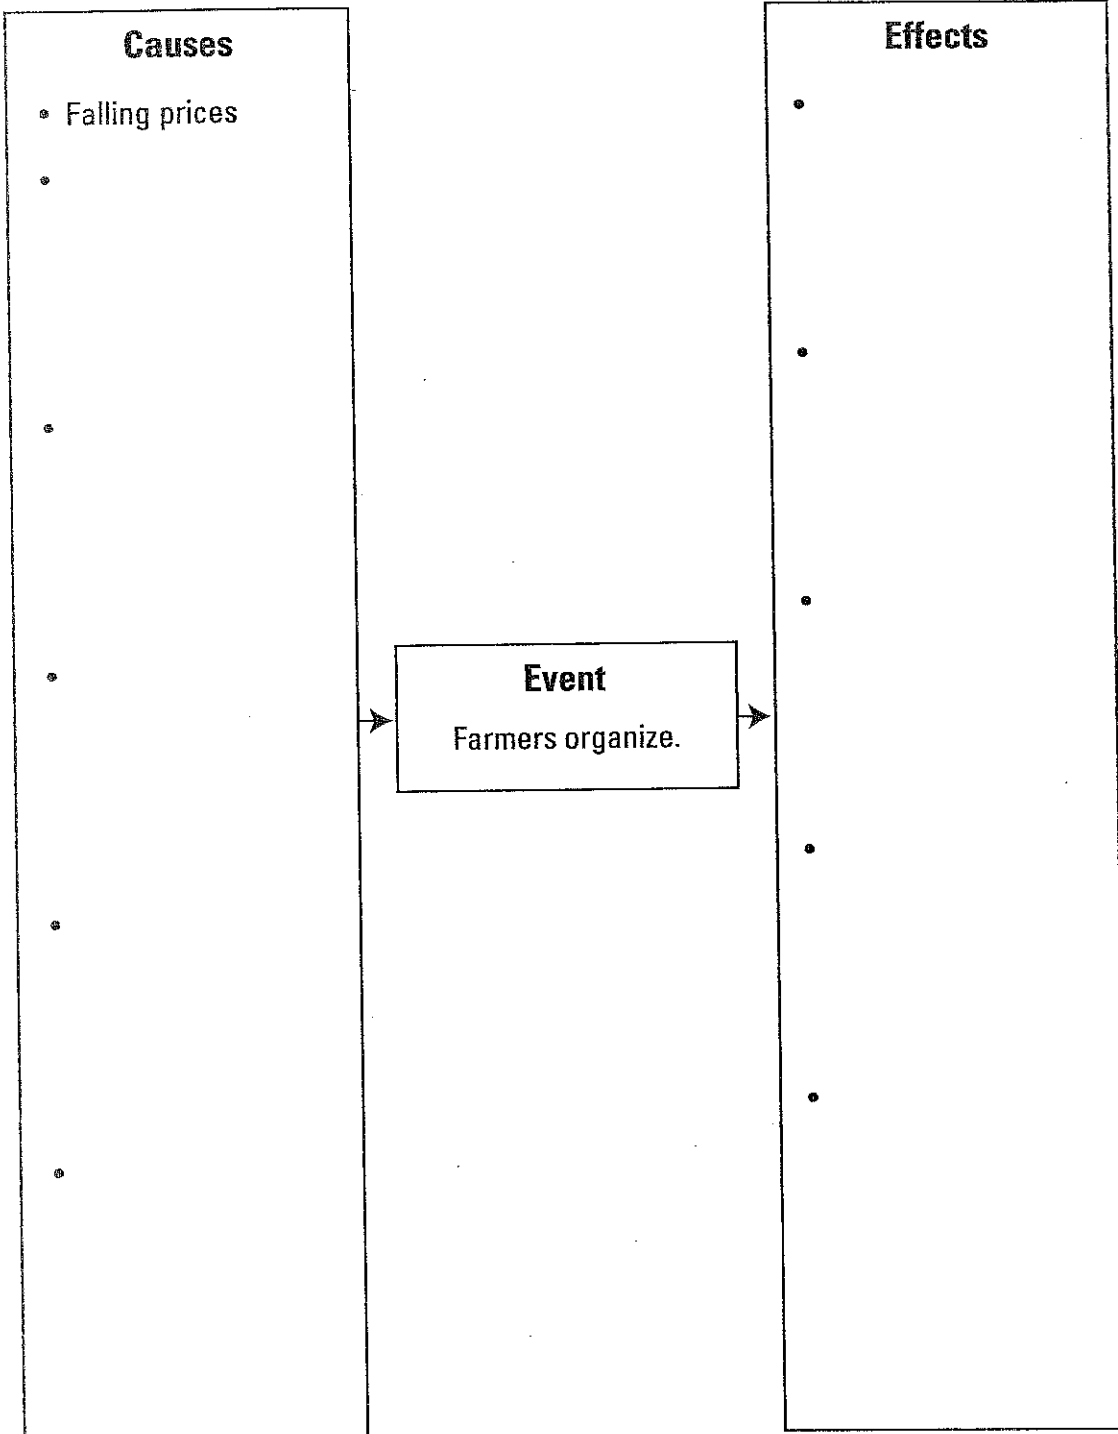 Causes
• Falling prices
•
•
•
•
•
Event
Farmers organize.
Effects
•
•
•
•
•